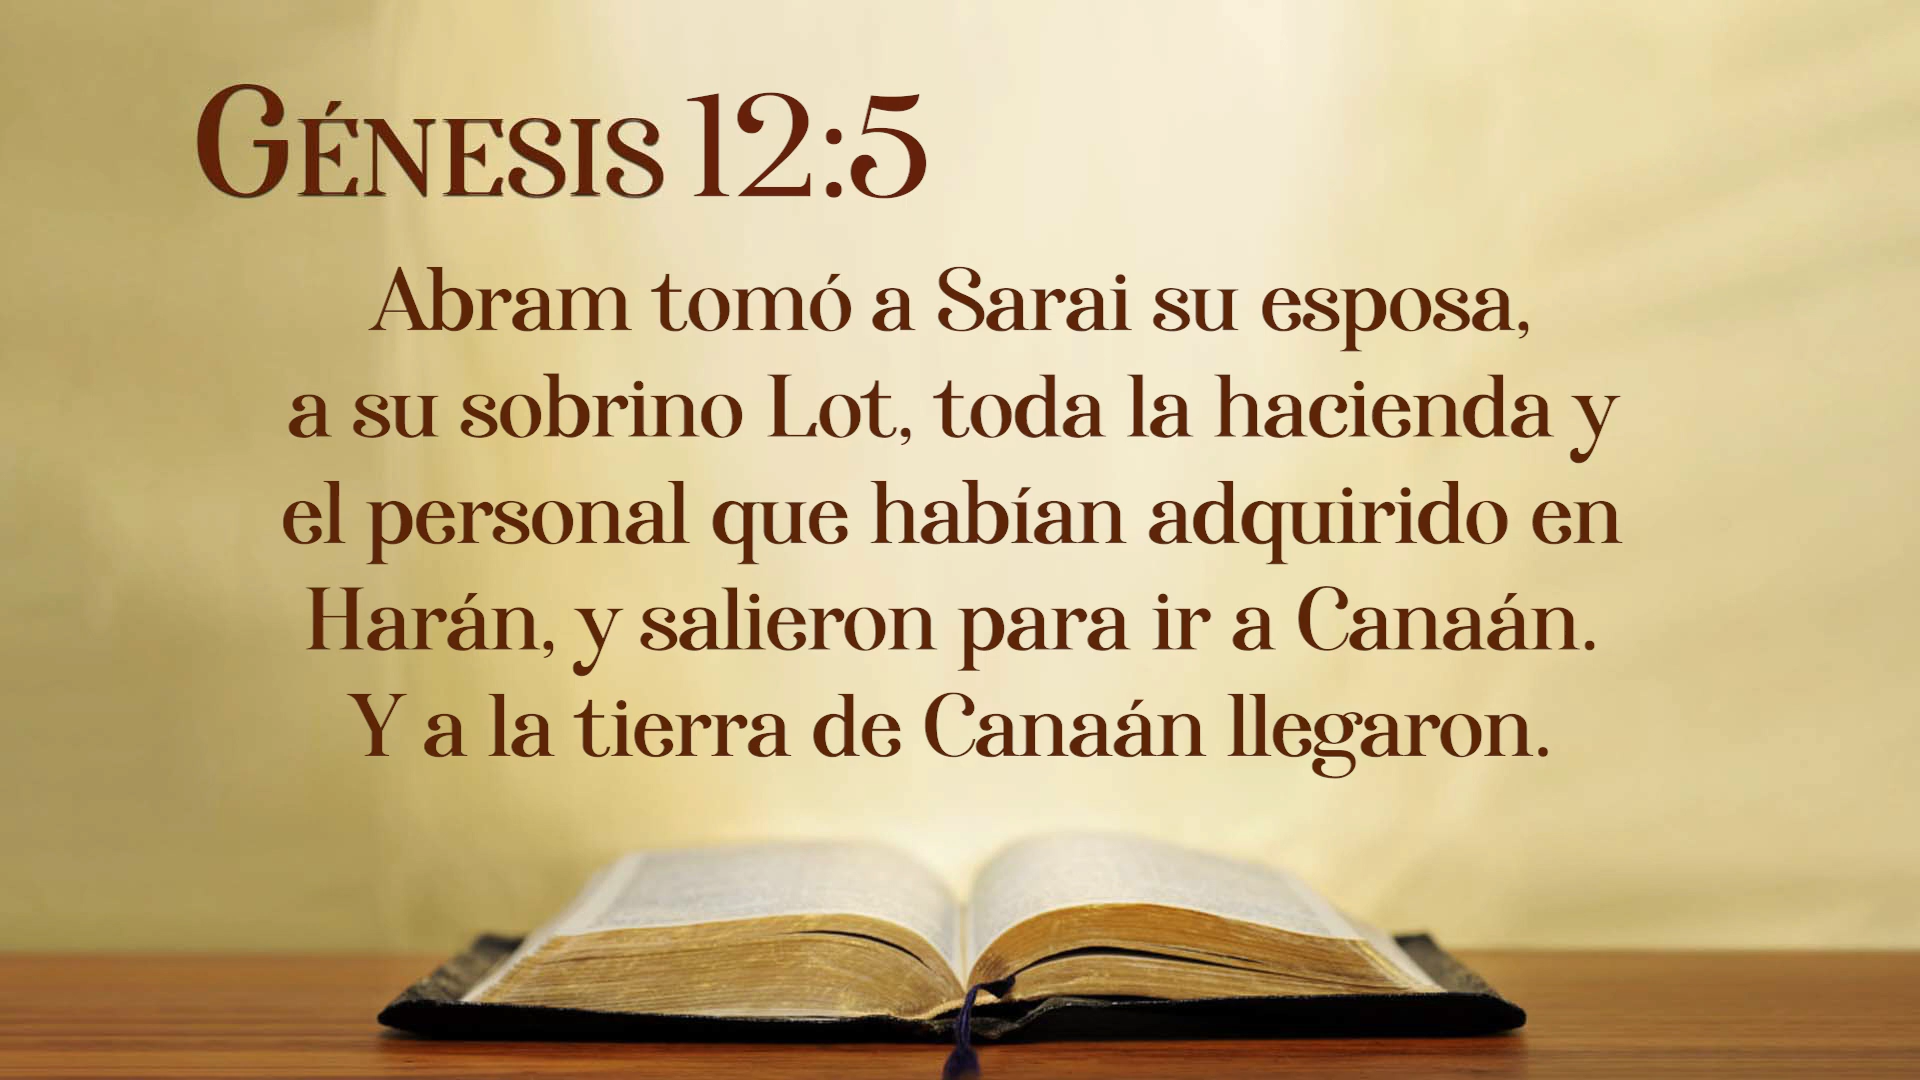 Génesis 12:5
Abram tomó a Sarai su esposa,
a su sobrino Lot, toda la hacienda y
el personal que habían adquirido en
Harán, y salieron para ir a Canaán.
Y a la tierra de Canaán llegaron.